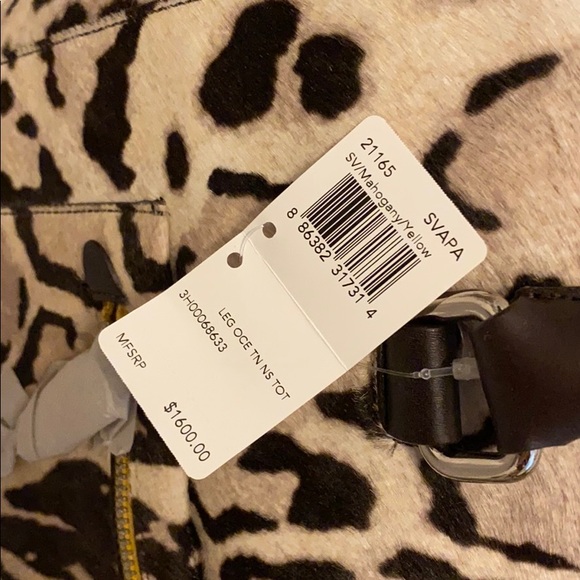 21165
SVAPA
SV/Mahogany/Yellow
8 86382 31731 4
LEG OCE TN NS TOT
3H00068633
MFSRP
$1600.00